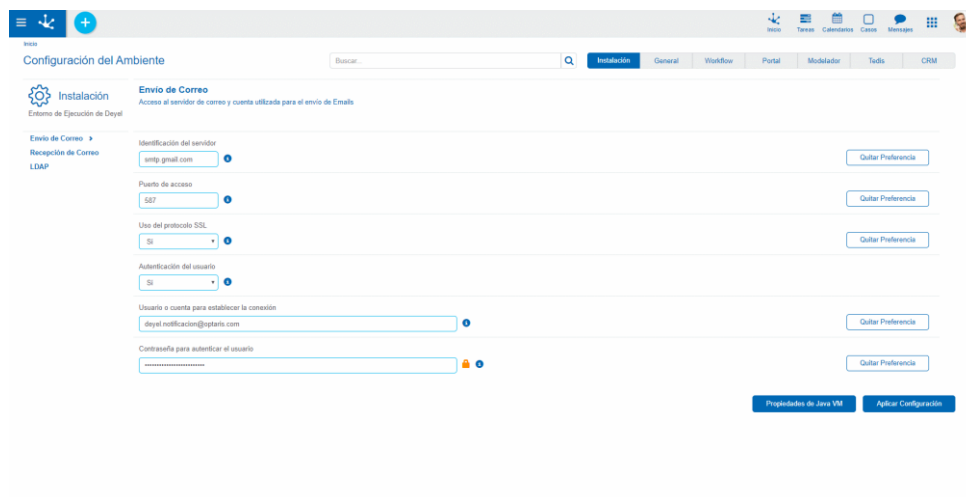 Inicio
Tareas
Calendarios
Casos
Mensajes
Inicio
Configuración del Ambiente
Buscar...
Instalación
General
Workflow
Portal
Modelador
Tedis
CRM
Instalación
Entorno de Ejecución de Deyel
Envío de Correo
Acceso al servidor de correo y cuenta utilizada para el envío de Emails
Envío de Correo >
Recepción de Correo
LDAP
Identificación del servidor
smtp.gmail.com
Quitar Preferencia
Puerto de acceso
587
Quitar Preferencia
Uso del protocolo SSL
Si
Quitar Preferencia
Autenticación del usuario
Si
Usuario o cuenta para establecer la conexión
deyel.notificacion@optaris.com
Quitar Preferencia
Contraseña para autenticar el usuario
Quitar Preferencia
Propiedades de Java VM
Aplicar Configuración